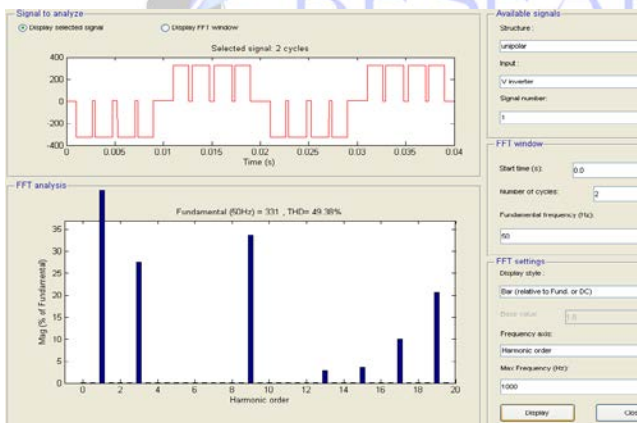 Signal to analyze
Display selected signal
Display FFT window
Selected signal: 2 cycles
400
200
0
-200
-400
0 0.005 0.01 0.015 0.02 0.025 0.03 0.035 0.04
Time (s)
FFT analysis
Fundamental (50Hz) = 331 , THD= 49.38%
Mag (% of Fundamental)
35
30
25
20
15
10
5
0
0 2 4 6 8 10 12 14 16 18 20
Harmonic order
Available signals
Structure :
unipolar
Input :
V inverter
Signal number:
1
FFT window
Start time (s): 0.0
Number of cycles: 2
Fundamental frequency (Hz):
50
FFT settings
Display style :
Bar (relative to Fund. or DC)
Base value: 1.0
Frequency axis:
Harmonic order
Max Frequency (Hz):
1000
Display
Clos